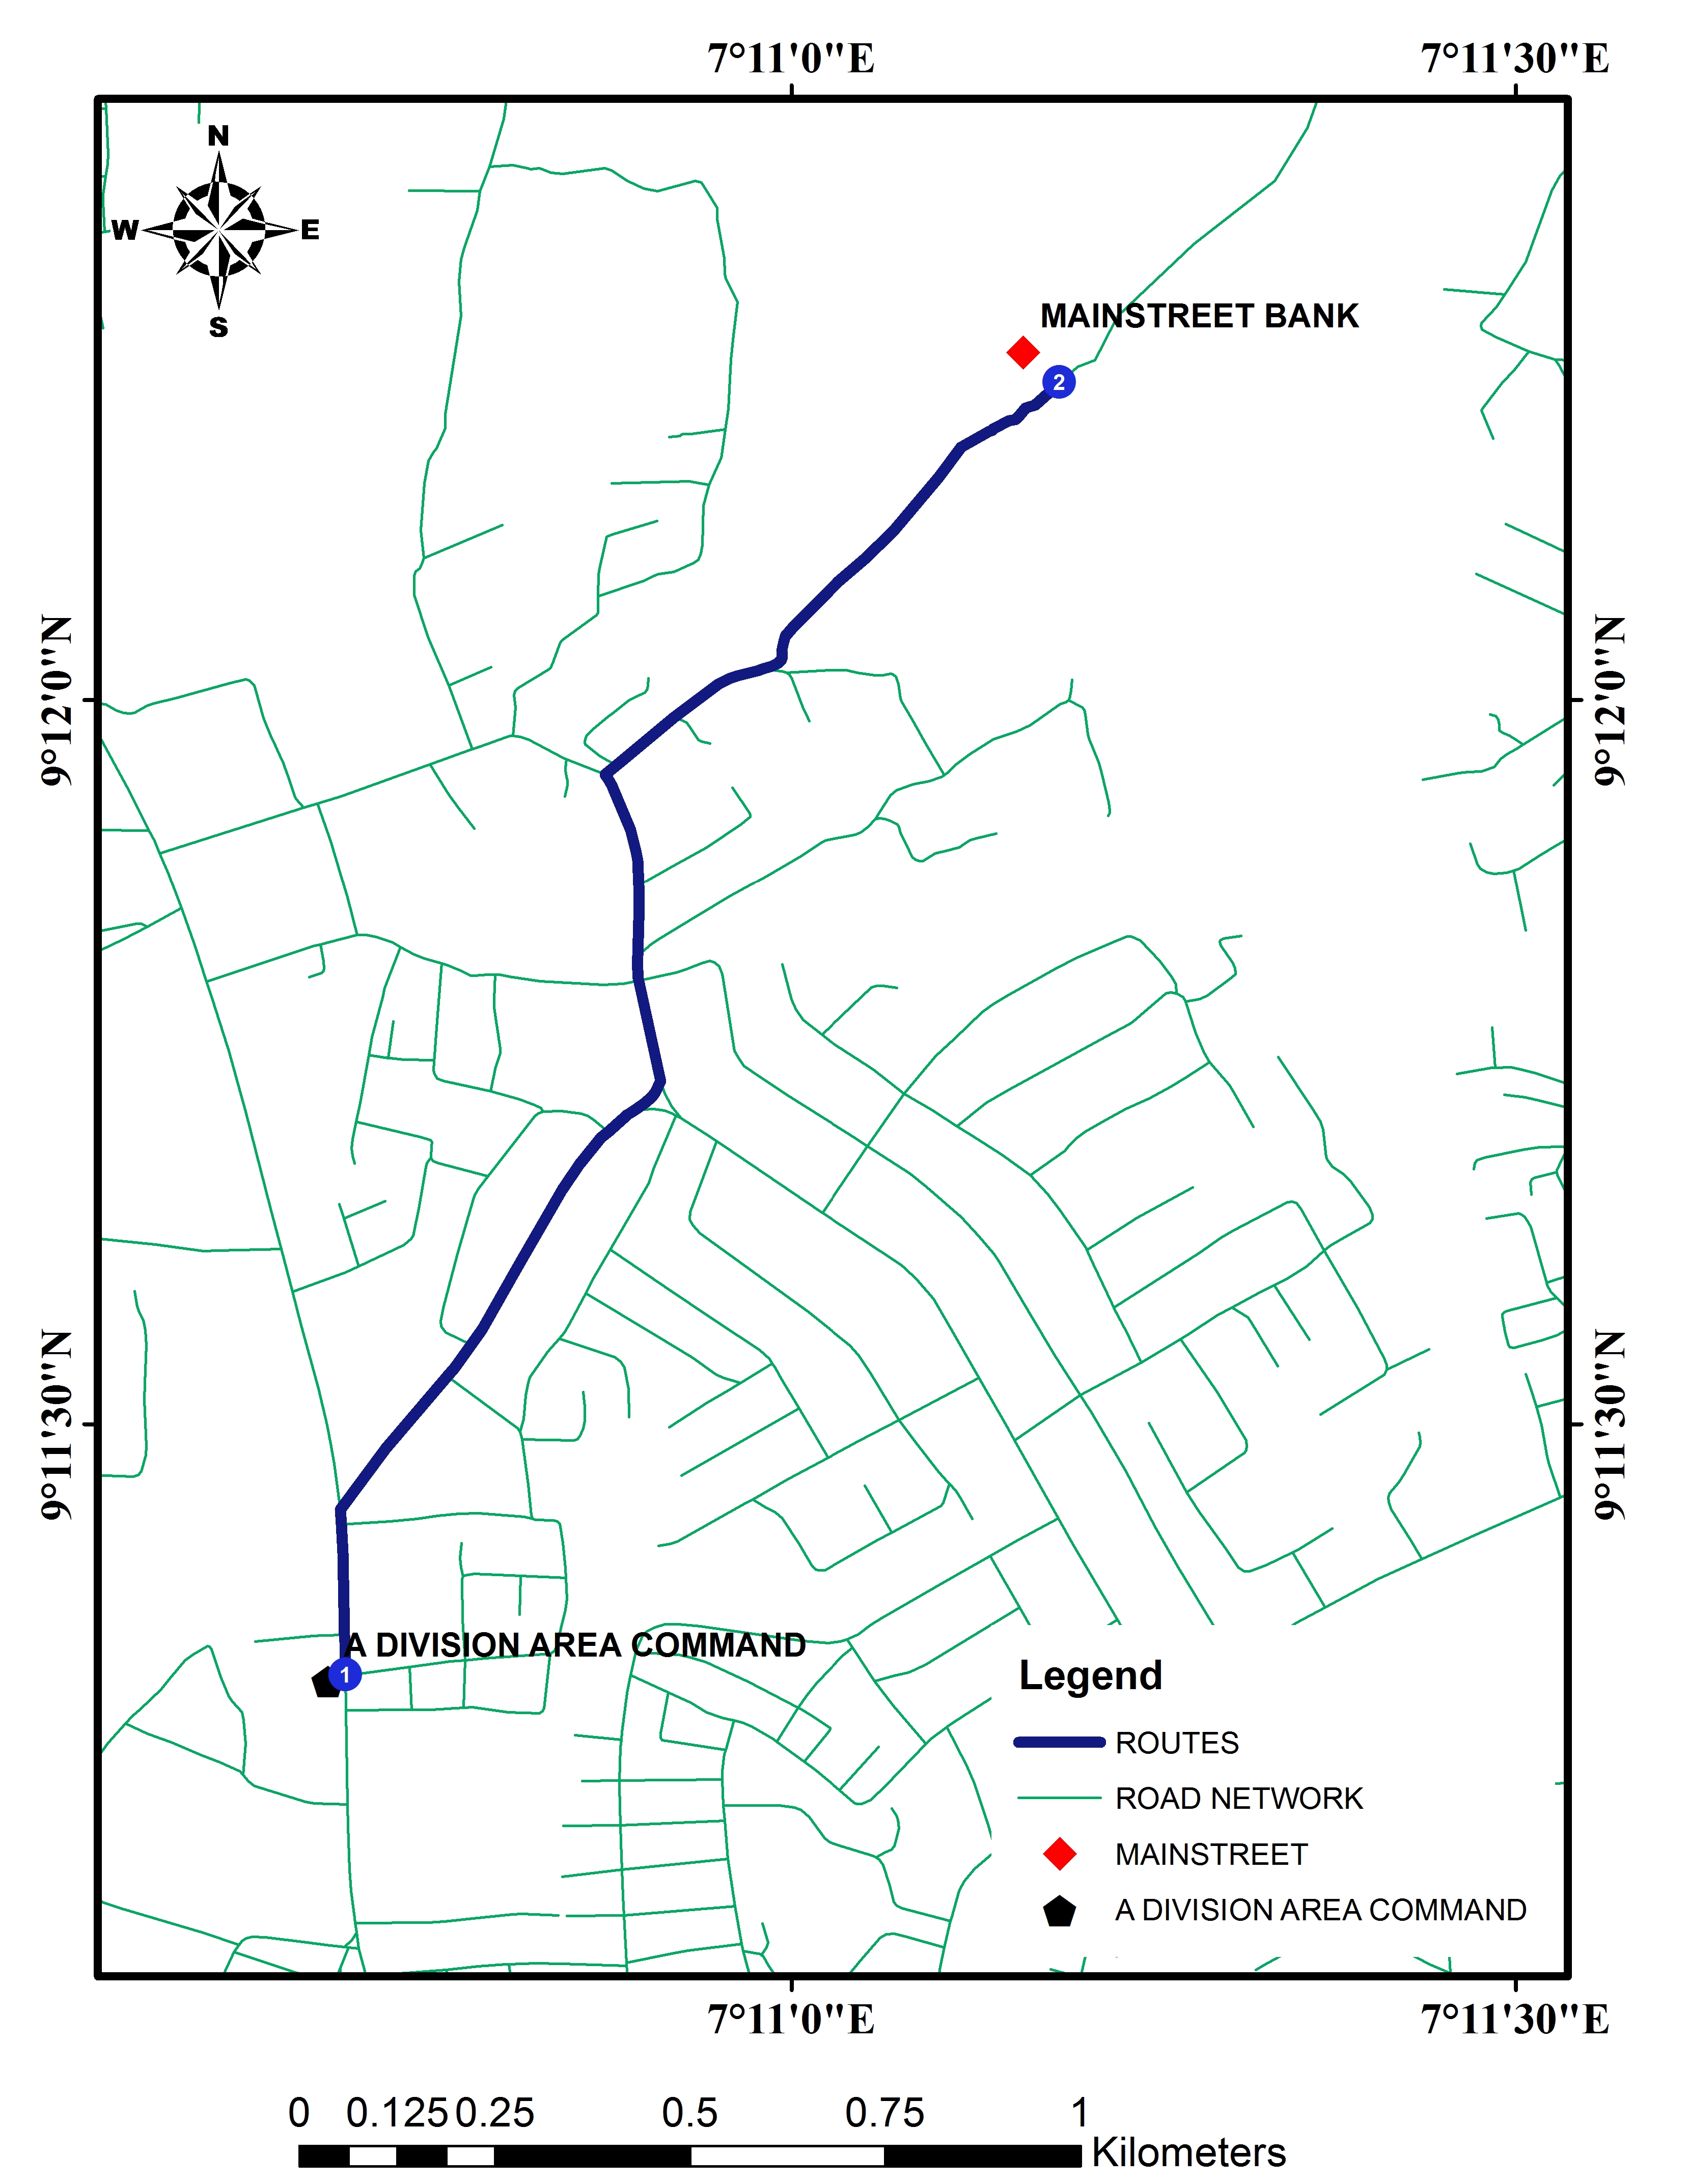 7°11'0"E 7°11'30"E
N
W E
S
MAINSTREET BANK
2
9°12'0"N 9°12'0"N
9°11'30"N 9°11'30"N
A DIVISION AREA COMMAND
1
Legend
ROUTES
ROAD NETWORK
MAINSTREET
A DIVISION AREA COMMAND
7°11'0"E 7°11'30"E
0 0.125 0.25 0.5 0.75 1
Kilometers